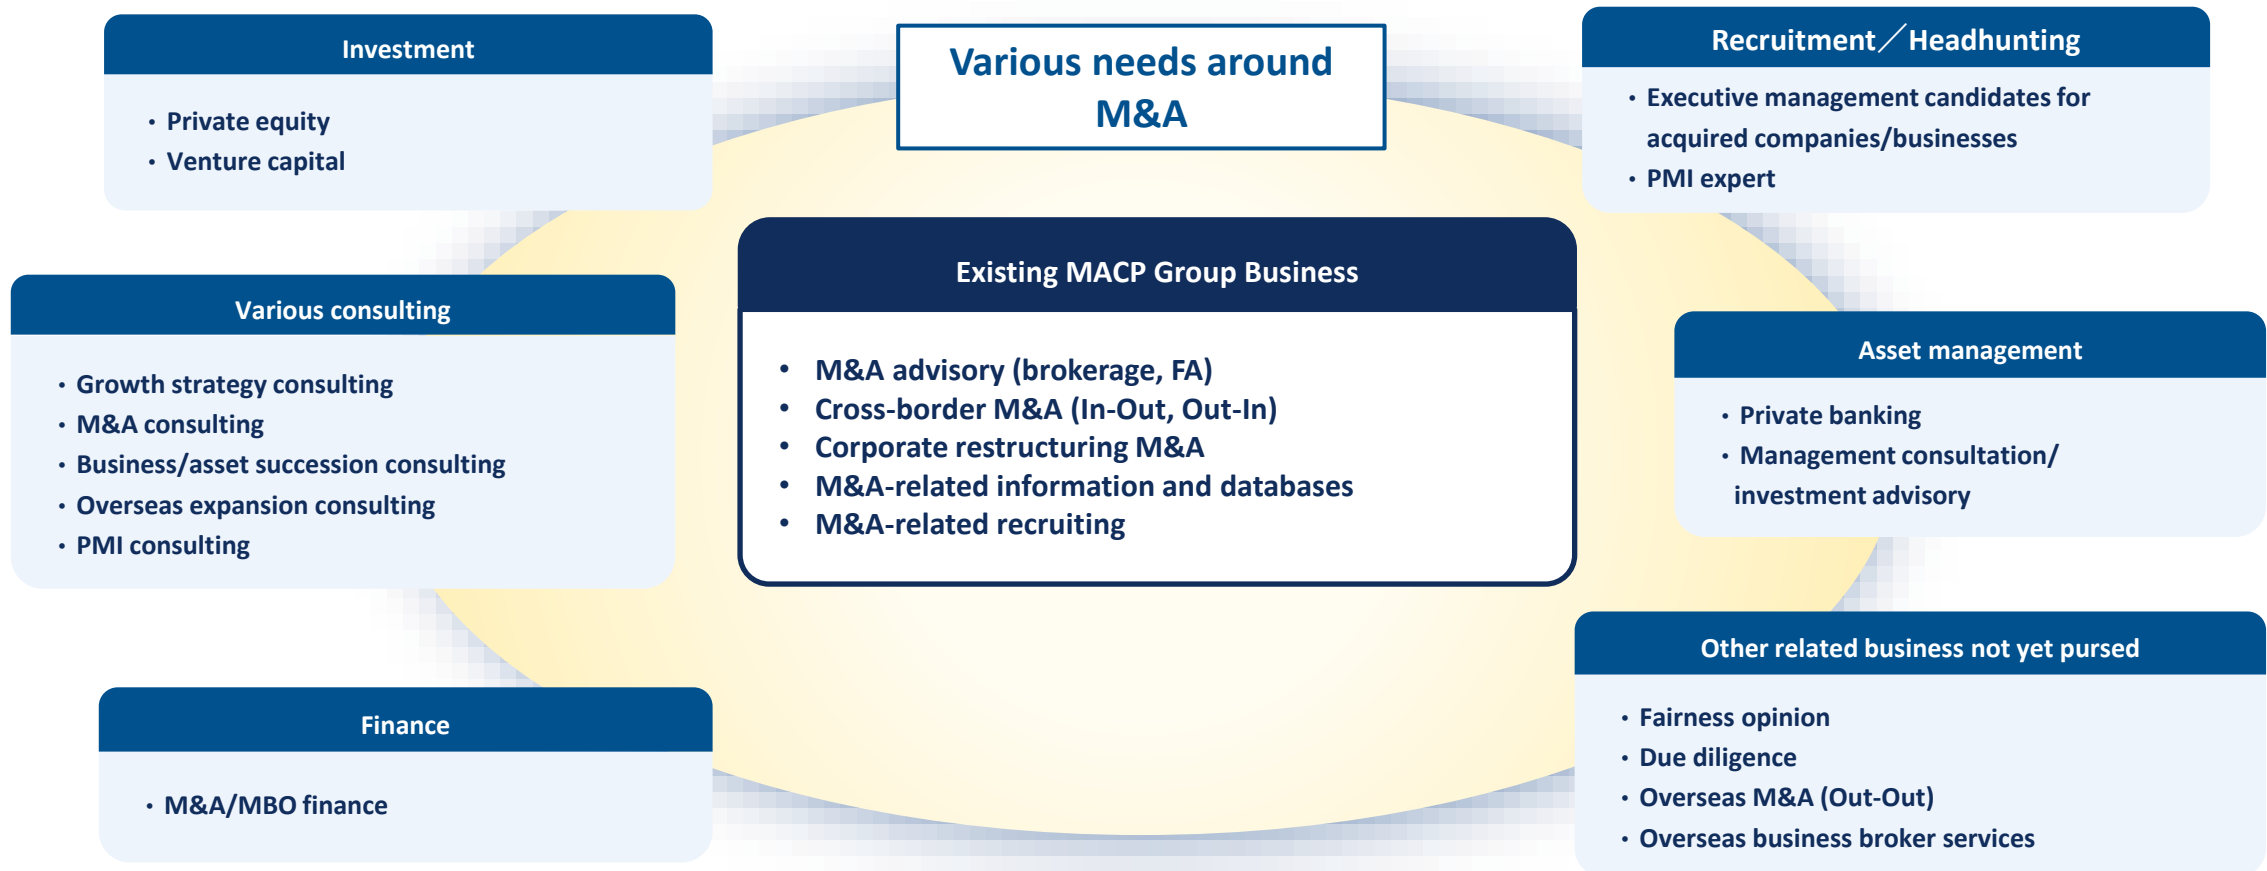 Various needs around
M&A
Investment
・Private equity
・Venture capital
Recruitment／Headhunting
・Executive management candidates for
acquired companies/businesses
・PMI expert
Existing MACP Group Business
• M&A advisory (brokerage, FA)
• Cross-border M&A (In-Out, Out-In)
• Corporate restructuring M&A
• M&A-related information and databases
• M&A-related recruiting
Various consulting
・Growth strategy consulting
・M&A consulting
・Business/asset succession consulting
・Overseas expansion consulting
・PMI consulting
Asset management
・Private banking
・Management consultation/
investment advisory
Finance
・M&A/MBO finance
Other related business not yet pursed
・Fairness opinion
・Due diligence
・Overseas M&A (Out-Out)
・Overseas business broker services